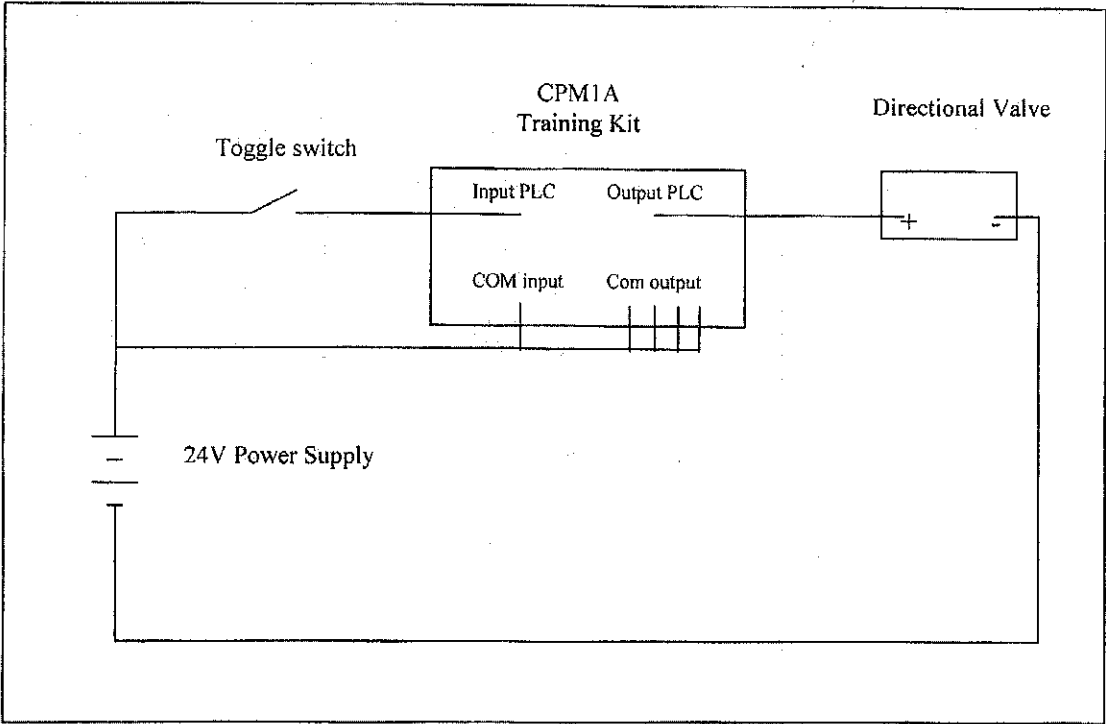 CPM1A
Training Kit
Directional Valve
Toggle switch
Input PLC
Output PLC
+
-
COM input
Com output
24V Power Supply